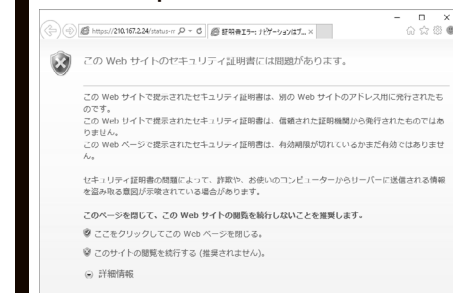 https://210.167.2.24/status-r
証明書エラー: ナビゲーションはブ...
この Web サイトのセキュリティ証明書には問題があります。
この Web サイトで提示されたセキュリティ証明書は、別の Web サイトのアドレス用に発行されたも
のです。
この Web サイトで提示されたセキュリティ証明書は、信頼された証明機関から発行されたものではあ
りません。
この Web ページで提示されたセキュリティ証明書は、有効期限が切れているかまだ有効ではありませ
ん。
セキュリティ証明書の問題によって、詐欺や、お使いのコンピューターからサーバーに送信される情報
を盗み取る意図が示唆されている場合があります。
このページを閉じて、この Web サイトの閲覧を続行しないことを推奨します。
ここをクリックしてこの Web ページを閉じる。
このサイトの閲覧を続行する (推奨されません)。
詳細情報